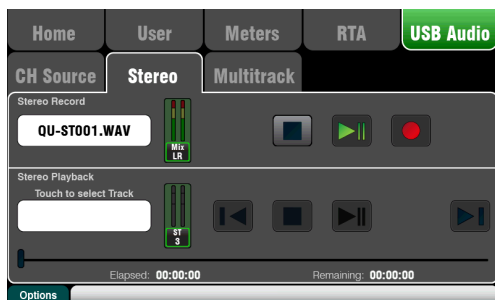 Home User Meters RTA USB Audio
CH Source Stereo Multitrack
Stereo Record
QU-ST001.WAV
Mix
LR
Stereo Playback
Touch to select Track
ST
3
Elapsed: 00:00:00 Remaining: 00:00:00
Options